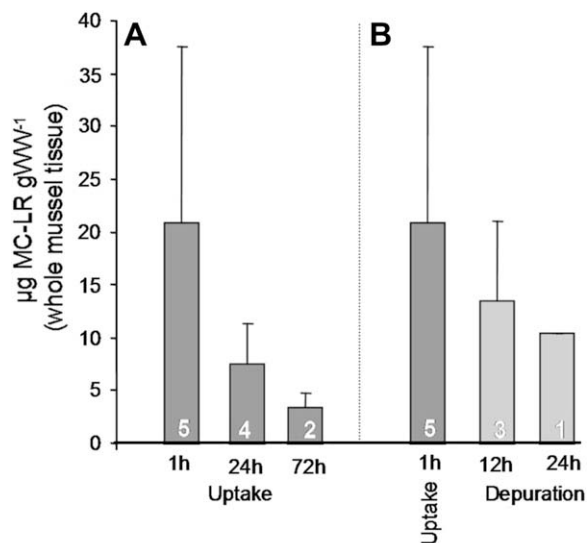 A
B
µg MC-LR gWW⁻¹
(whole mussel tissue)
40
35
30
25
20
15
10
5
0
5
4
2
5
3
1
1h
24h
72h
1h
12h
24h
Uptake
Uptake
Depuration